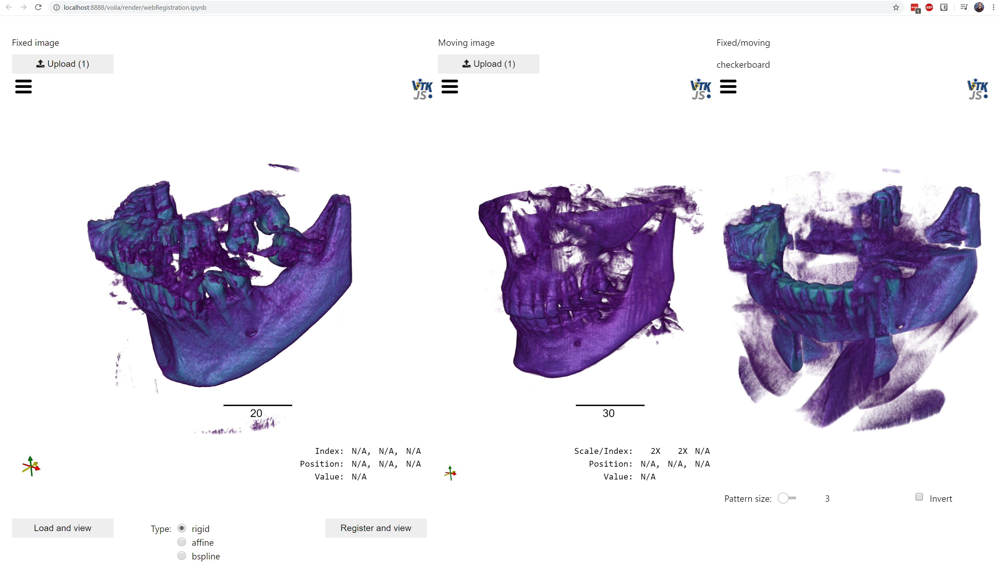 localhost:8888/voila/render/webRegistration.ipynb
1
ABP
Fixed image
Moving image
Fixed/moving
Upload (1)
Upload (1)
checkerboard
VTK
JS
VTK
JS
VTK
JS
20
30
Index: N/A, N/A, N/A
Position: N/A, N/A, N/A
Value: N/A
Scale/Index: 2X 2X N/A
Position: N/A, N/A, N/A
Value: N/A
Pattern size: 3
Invert
Load and view
Type: rigid
affine
bspline
Register and view